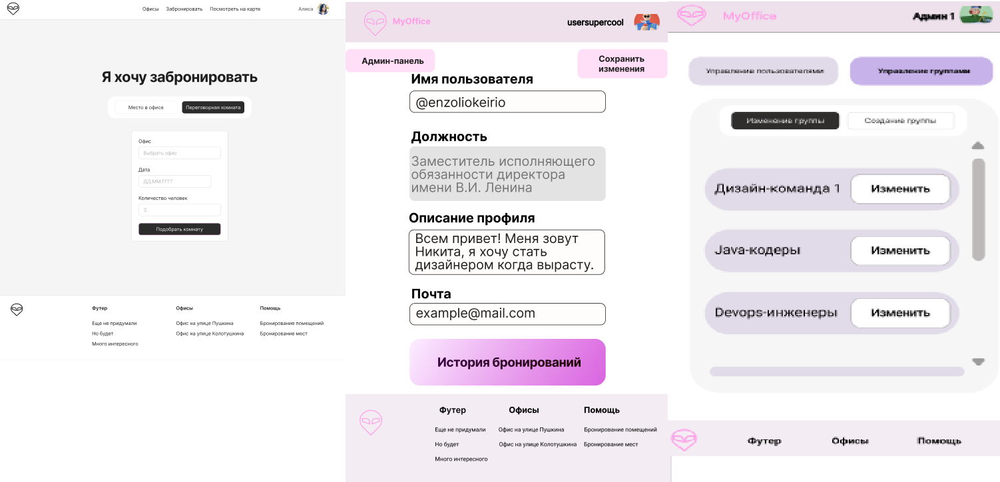 Офисы Забронировать Посмотреть на карте Алиса
Я хочу забронировать
Место в офисе Переговорная комната
Офис
Выбрать офис
Дата
ДД.ММ.ГГГГ
Количество человек
3
Подобрать комнату
Футер Офисы Помощь
Еще не придумали Офис на улице Пушкина Бронирование помещений
Но будет Офис на улице Колотушкина Бронирование мест
Много интересного
MyOffice usersupercool
Админ-панель
Сохранить
изменения
Имя пользователя
@enzoliokeirio
Должность
Заместитель исполняющего
обязанности директора
имени В.И. Ленина
Описание профиля
Всем привет! Меня зовут
Никита, я хочу стать
дизайнером когда вырасту.
Почта
example@mail.com
История бронирований
Футер Офисы Помощь
Еще не придумали Офис на улице Пушкина Бронирование помещений
Но будет Офис на улице Колотушкина Бронирование мест
Много интересного
MyOffice Админ 1
Управление пользователями Управление группами
Изменение группы Создание группы
Дизайн-команда 1 Изменить
Java-кодеры Изменить
Devops-инженеры Изменить
Футер Офисы Помощь